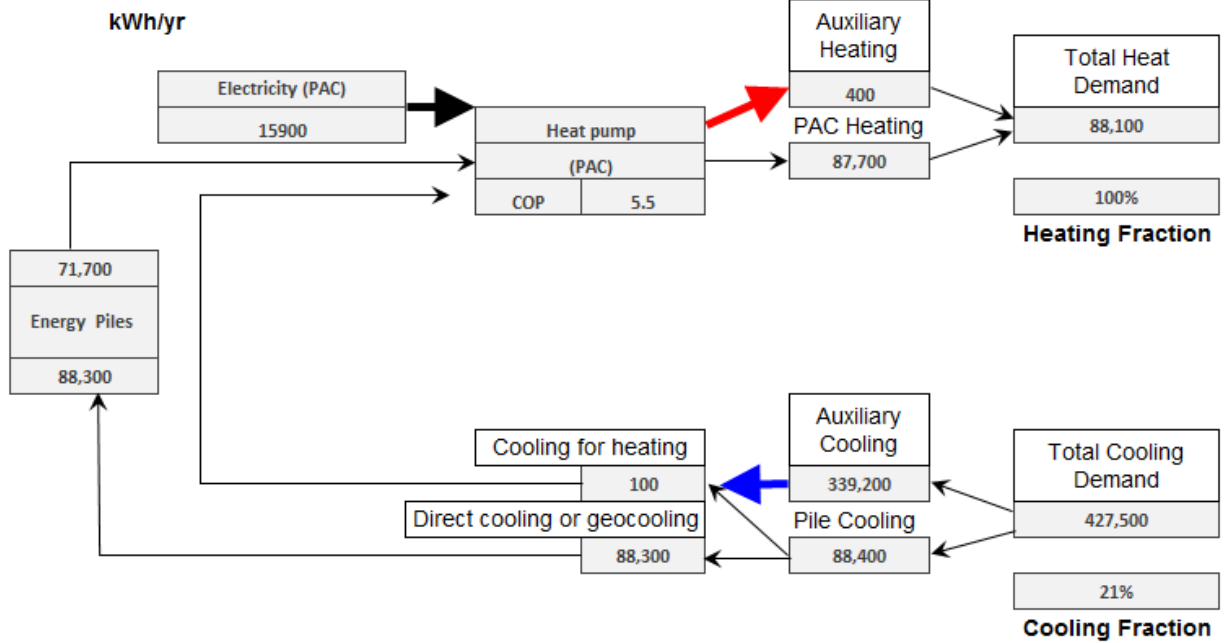 kWh/yr
Auxiliary
Heating
400
PAC Heating
87,700
Total Heat
Demand
88,100
100%
Heating Fraction
Electricity (PAC)
15900
Heat pump
(PAC)
COP 5.5
71,700
Energy Piles
88,300
Cooling for heating
100
Direct cooling or geocooling
88,300
Auxiliary
Cooling
339,200
Pile Cooling
88,400
Total Cooling
Demand
427,500
21%
Cooling Fraction